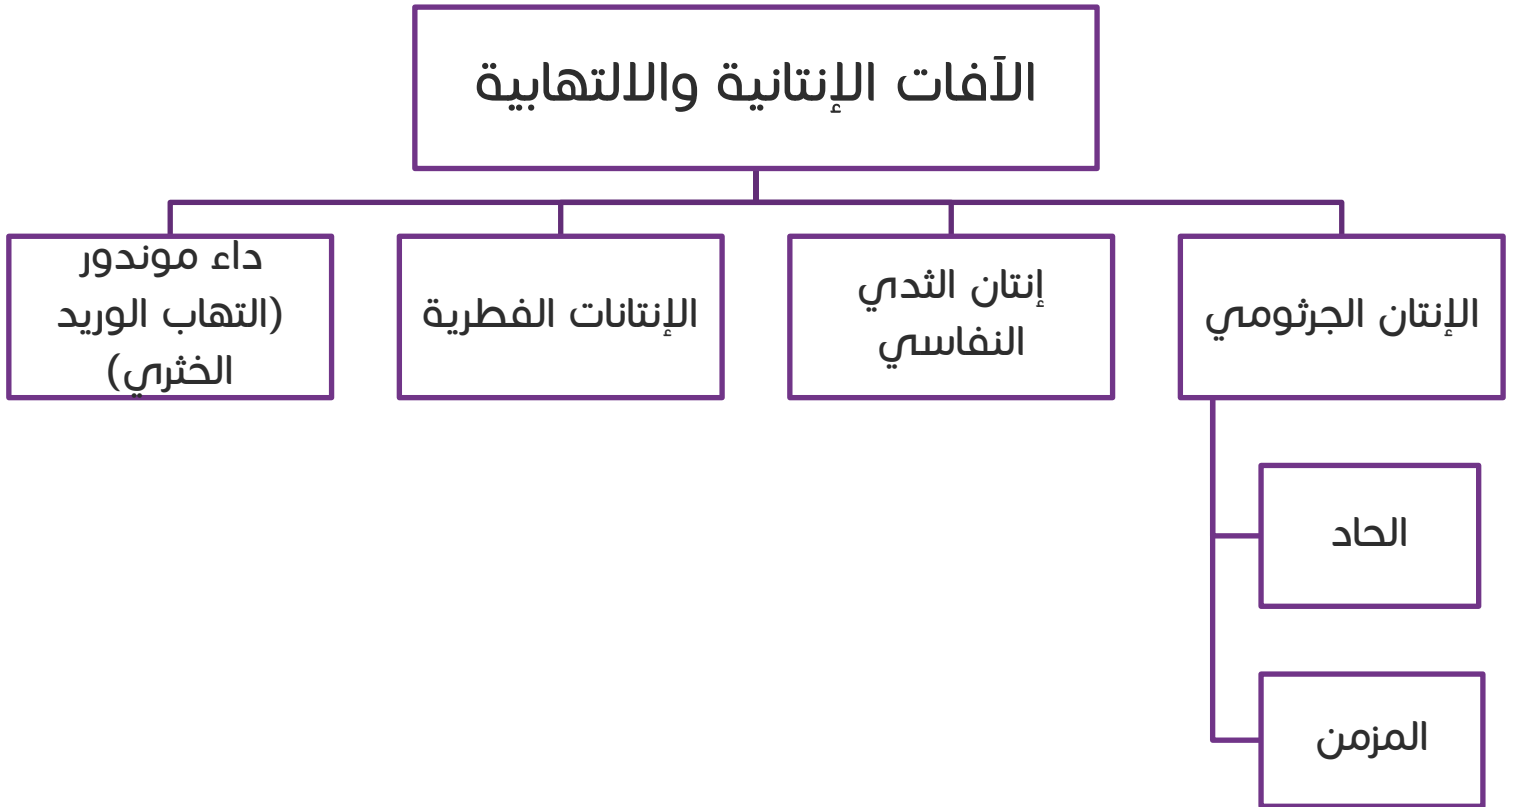 الآفات الإنتانية والالتهابية
الإنتان الجرثومي
إنتان الثدي
النفاسي
الإنتانات الفطرية
داء موندور
(التهاب الوريد
الخثري)
الحاد
المزمن